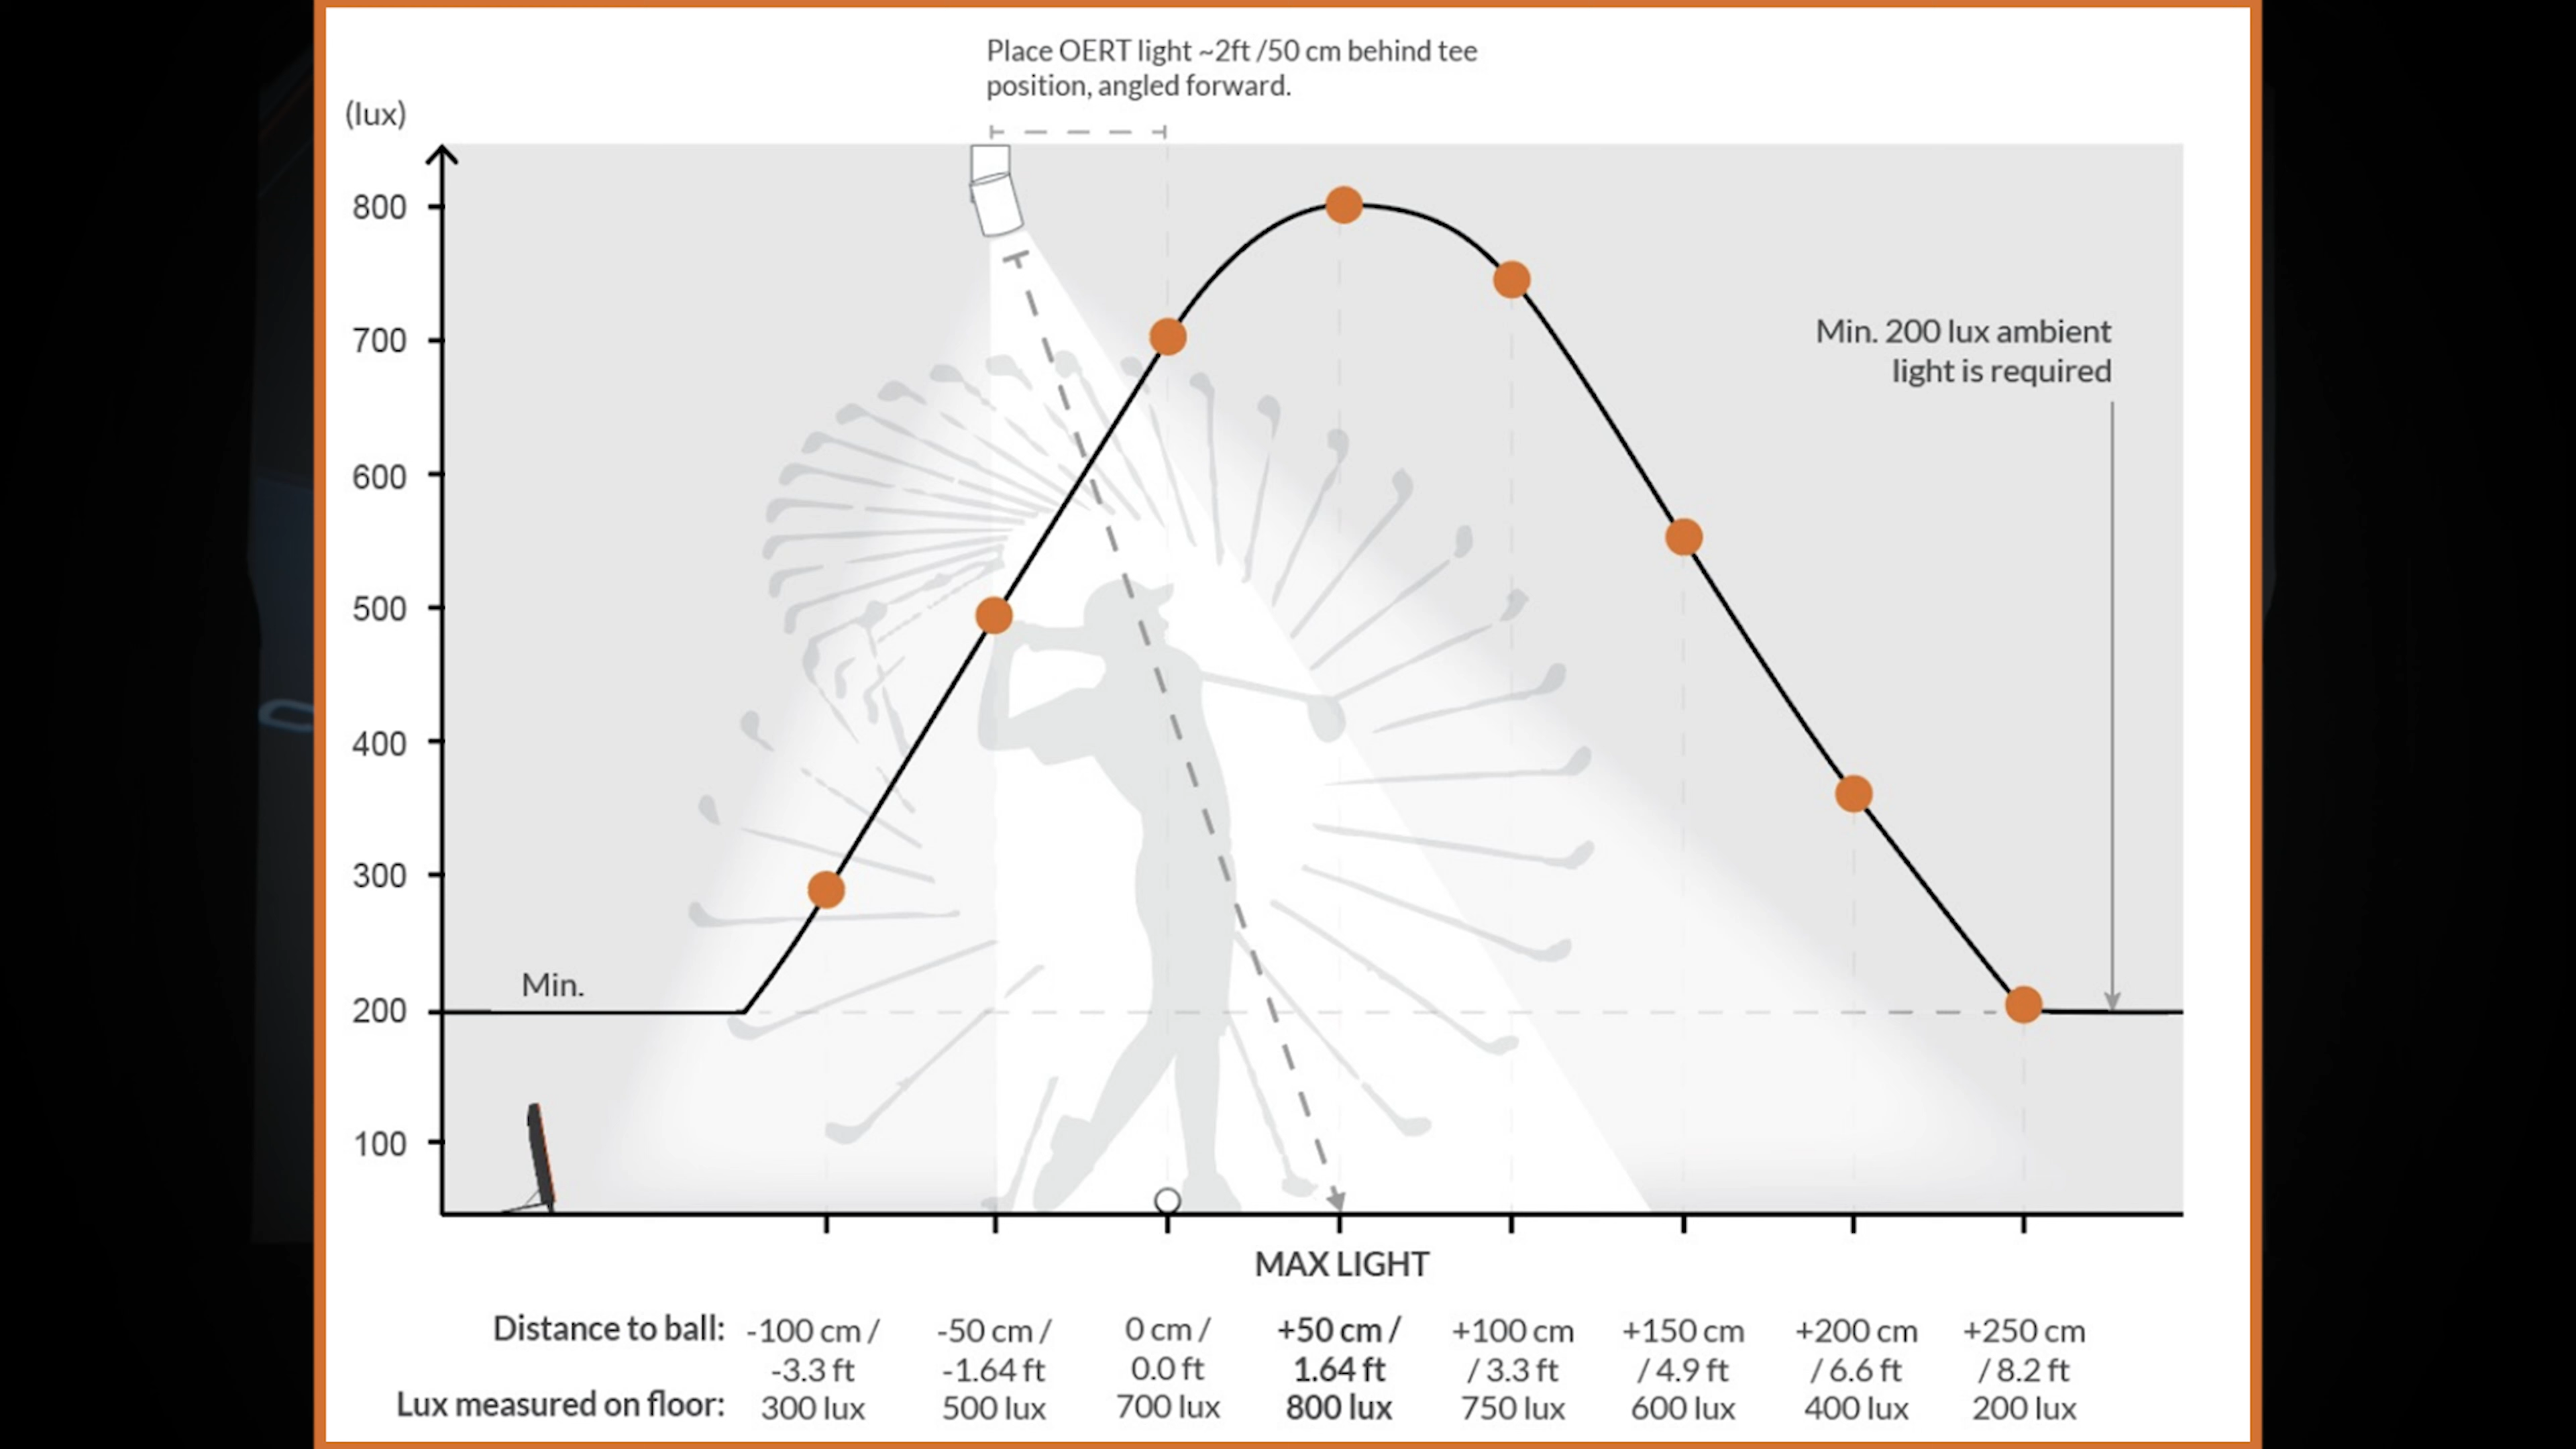 Place OERT light ~2ft /50 cm behind tee
position, angled forward.
(lux)
800
700
600
500
400
300
200
100
Min. 200 lux ambient
light is required
Min.
MAX LIGHT
Distance to ball: -100 cm / -50 cm / 0 cm / +50 cm / +100 cm +150 cm +200 cm +250 cm
-3.3 ft -1.64 ft 0.0 ft 1.64 ft / 3.3 ft / 4.9 ft / 6.6 ft / 8.2 ft
Lux measured on floor: 300 lux 500 lux 700 lux 800 lux 750 lux 600 lux 400 lux 200 lux